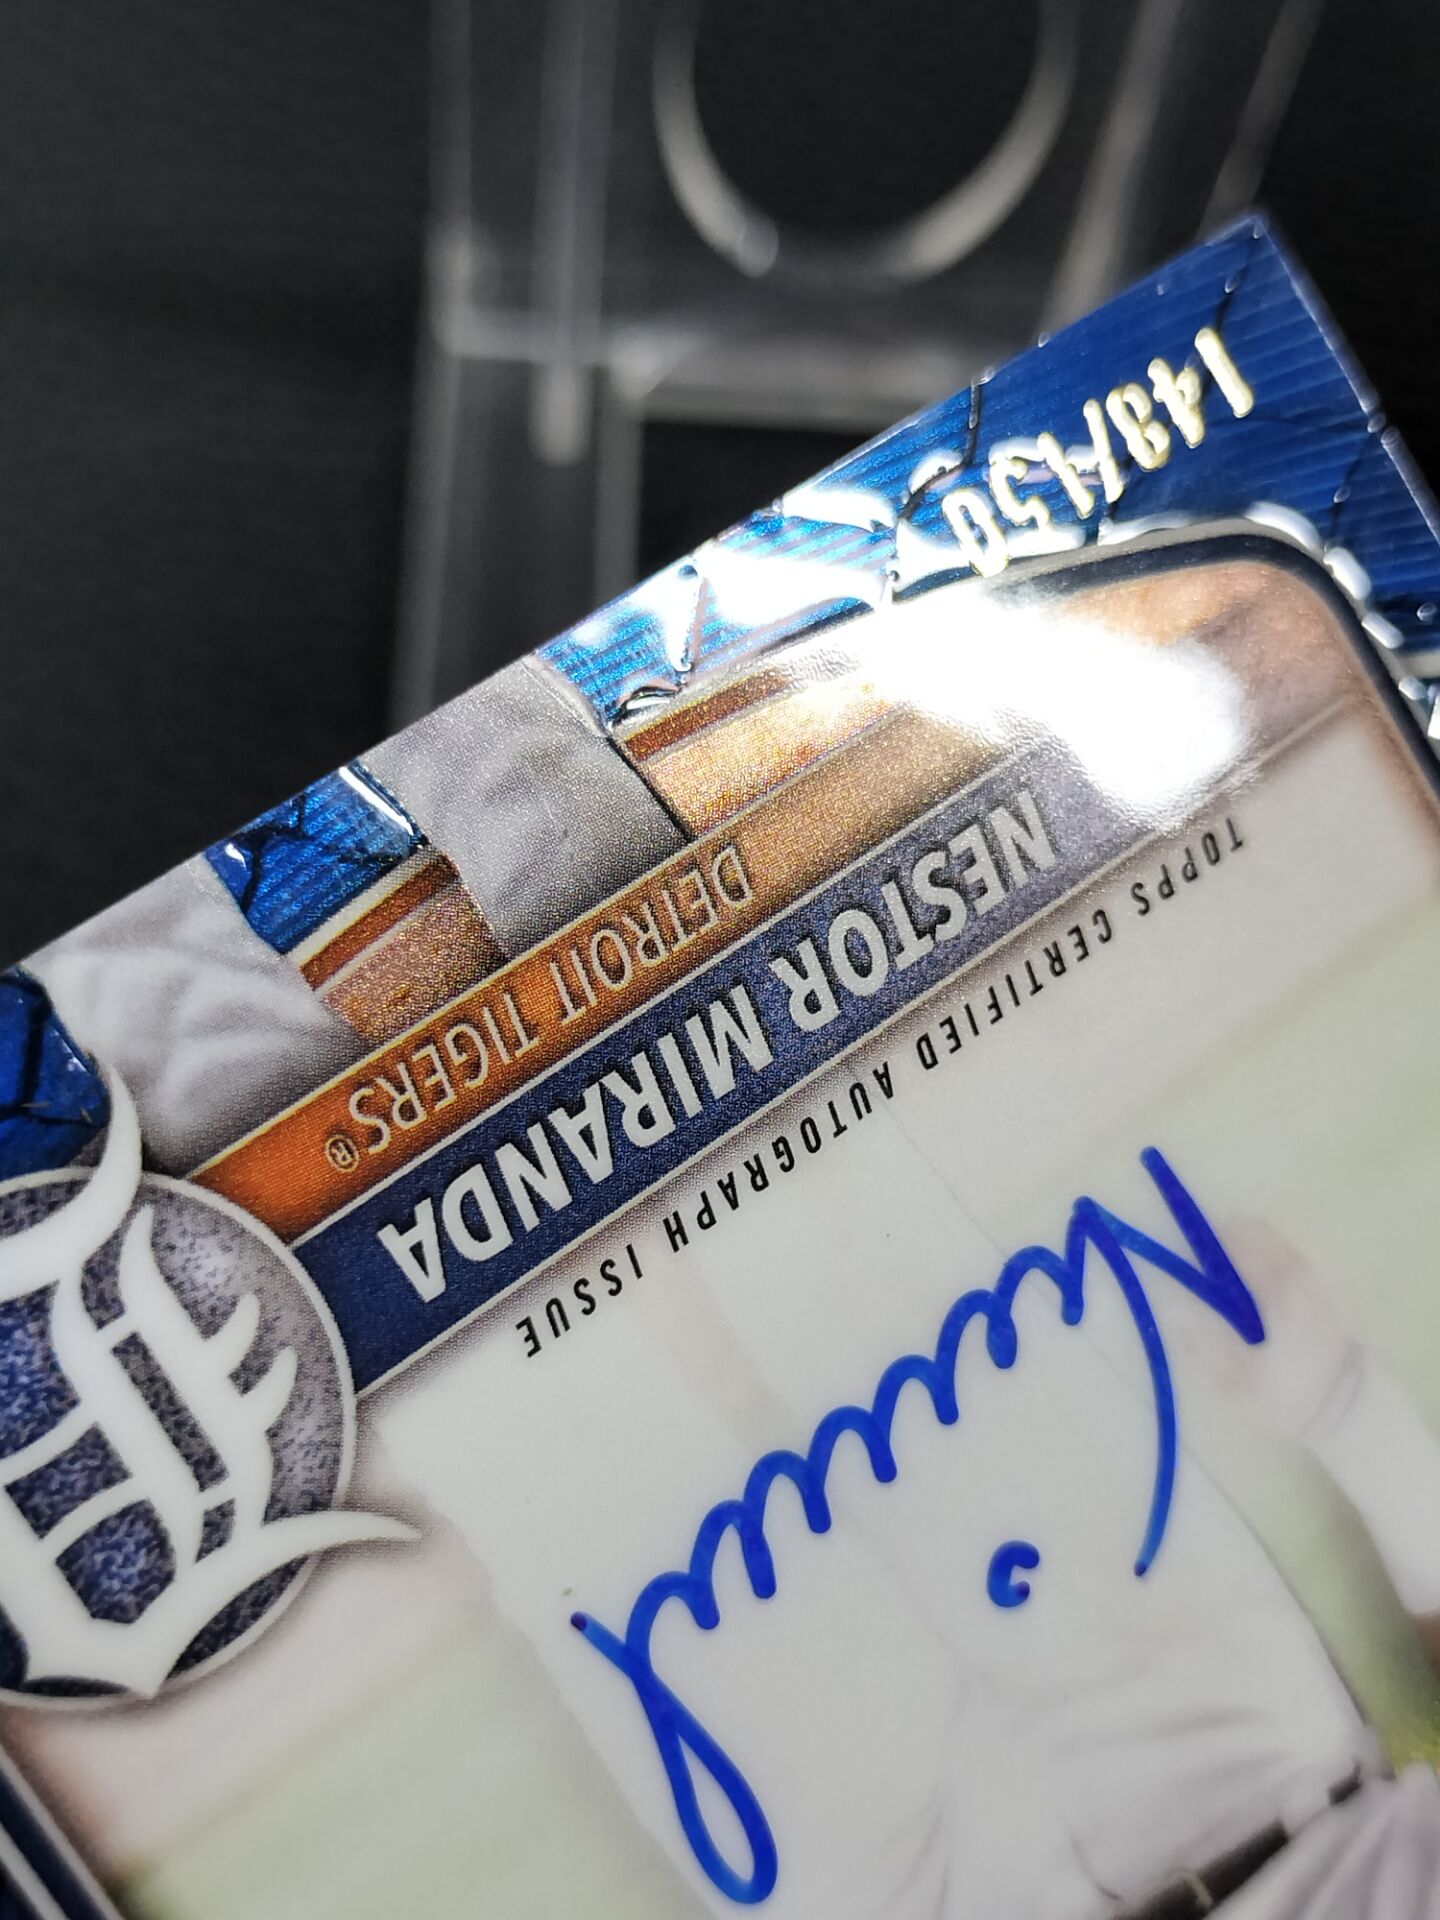 TOPPS CERTIFIED AUTOGRAPH ISSUE
NESTOR MIRANDA
DETROIT TIGERS®
148/150